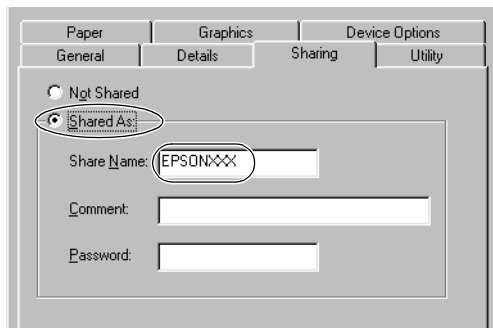 Paper Graphics Device Options
General Details Sharing Utility
Not Shared
Shared As:
Share Name: EPSONXXX
Comment:
Password: